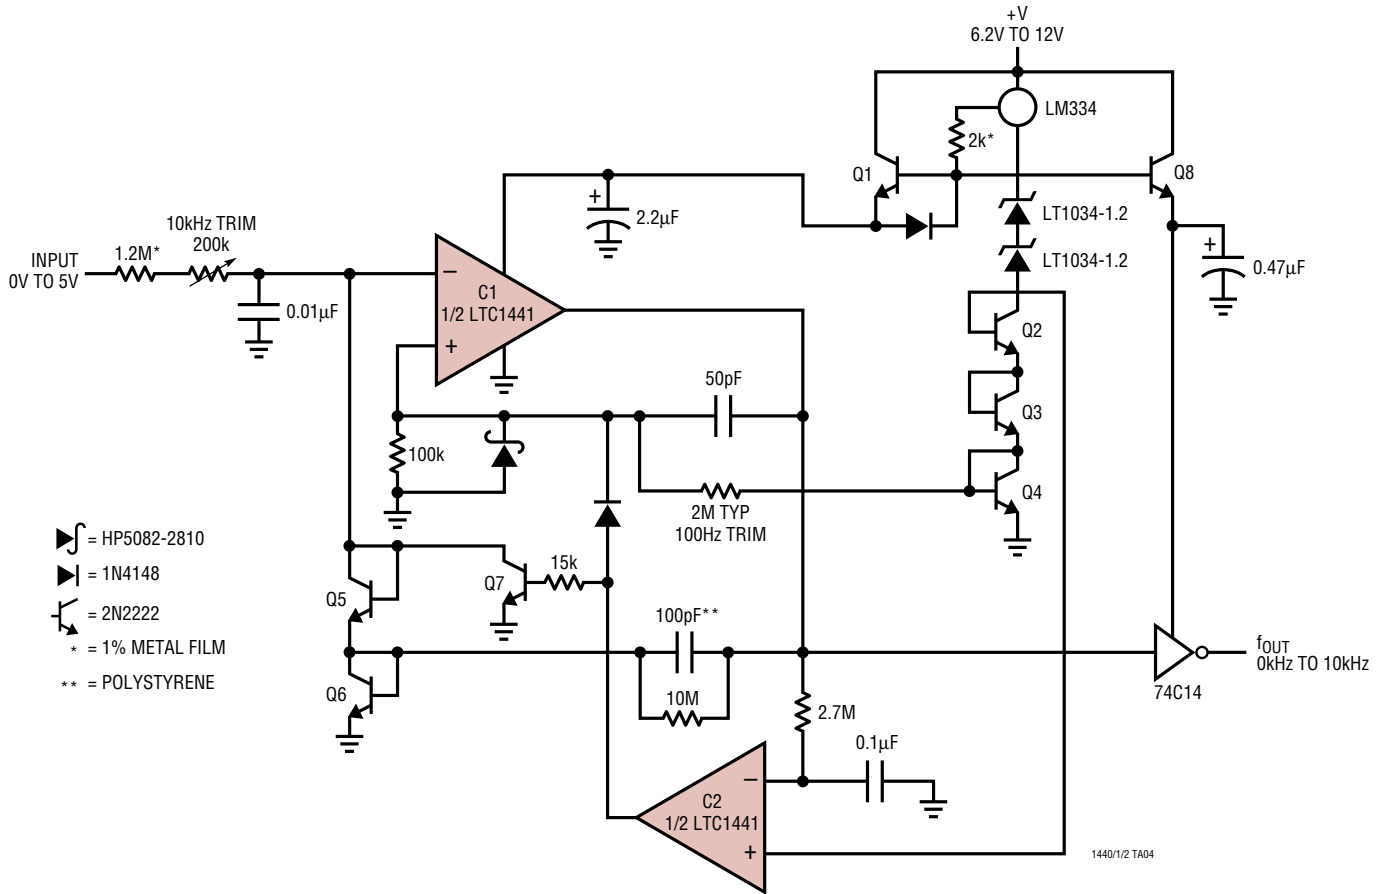 +V
6.2V TO 12V
LM334
2k*
Q1
Q8
LT1034-1.2
LT1034-1.2
+
2.2µF
+
0.47µF
10kHz TRIM
200k
1.2M*
INPUT
0V TO 5V
0.01µF
−
C1
1/2 LTC1441
+
Q2
Q3
Q4
50pF
100k
2M TYP
100Hz TRIM
= HP5082-2810
= 1N4148
= 2N2222
* = 1% METAL FILM
** = POLYSTYRENE
Q5
Q7
15k
100pF**
10M
Q6
2.7M
0.1µF
−
C2
1/2 LTC1441
+
74C14
fOUT
0kHz TO 10kHz
1440/1/2 TA04